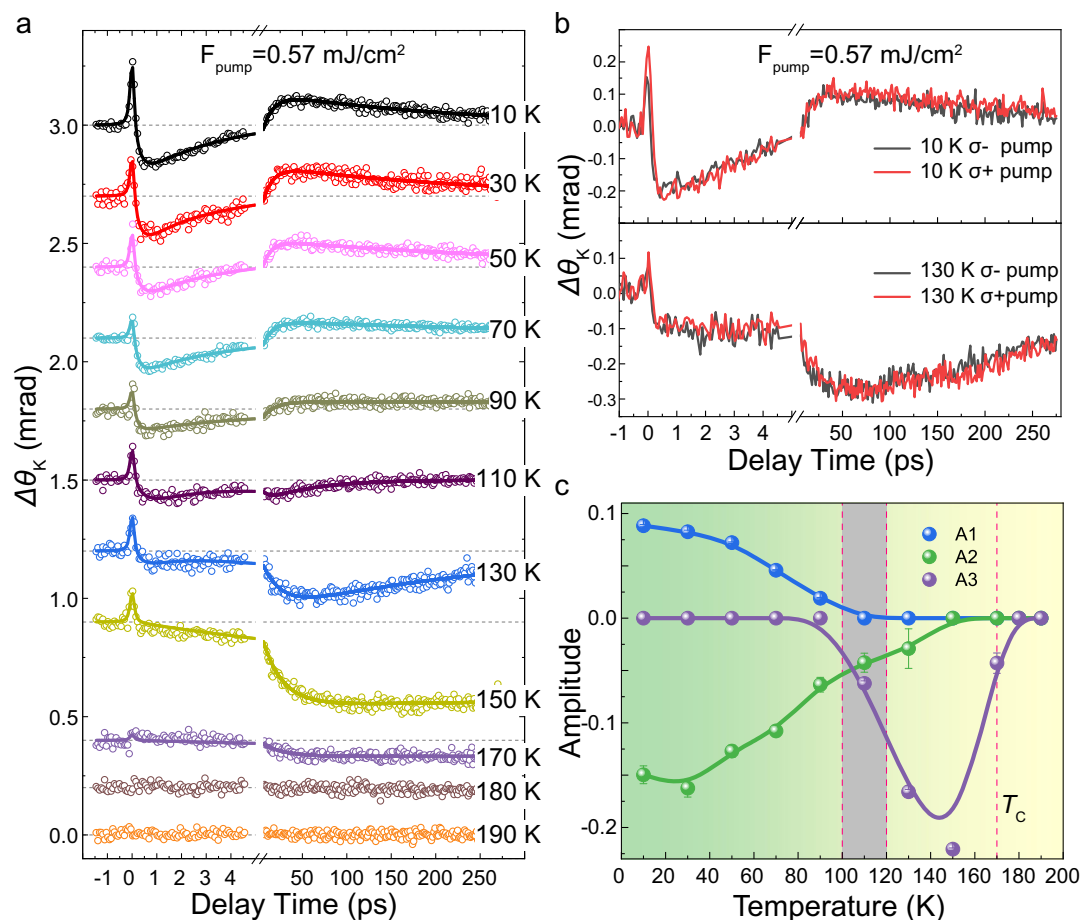 a
F_pump=0.57 mJ/cm²
10 K
30 K
50 K
70 K
90 K
110 K
130 K
150 K
170 K
180 K
190 K
3.0
2.5
2.0
1.5
1.0
0.5
0.0
Δθ_K (mrad)
-1 0 1 2 3 4 50 100 150 200 250
Delay Time (ps)
b
F_pump=0.57 mJ/cm²
0.2
0.1
0.0
-0.1
-0.2
10 K σ- pump
10 K σ+ pump
0.1
0.0
-0.1
-0.2
-0.3
130 K σ- pump
130 K σ+pump
Δθ_K (mrad)
-1 0 1 2 3 4 50 100 150 200 250
Delay Time (ps)
c
0.1
0.0
-0.1
-0.2
Amplitude
A1
A2
A3
T_C
0 20 40 60 80 100 120 140 160 180 200
Temperature (K)